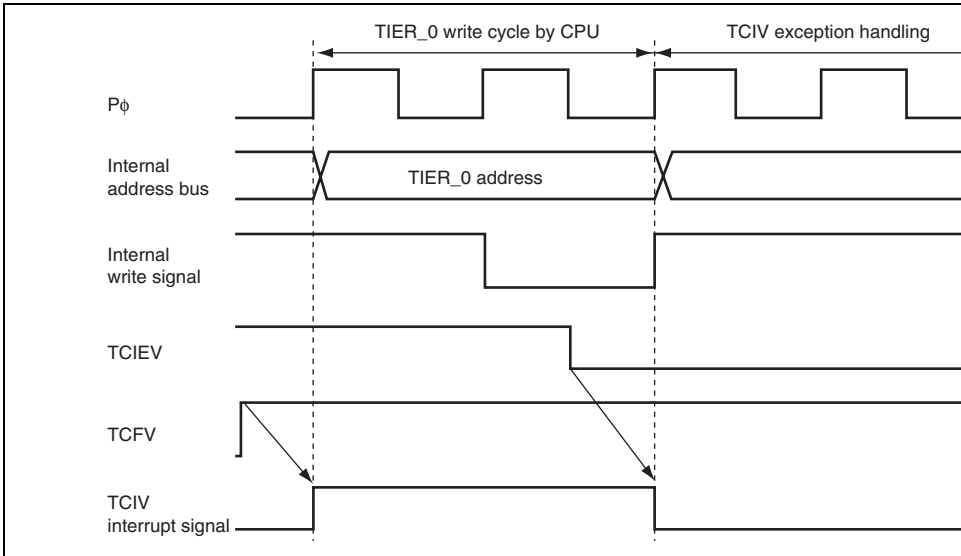 TIER_0 write cycle by CPU
TCIV exception handling
Pϕ
Internal
address bus
TIER_0 address
Internal
write signal
TCIEV
TCFV
TCIV
interrupt signal